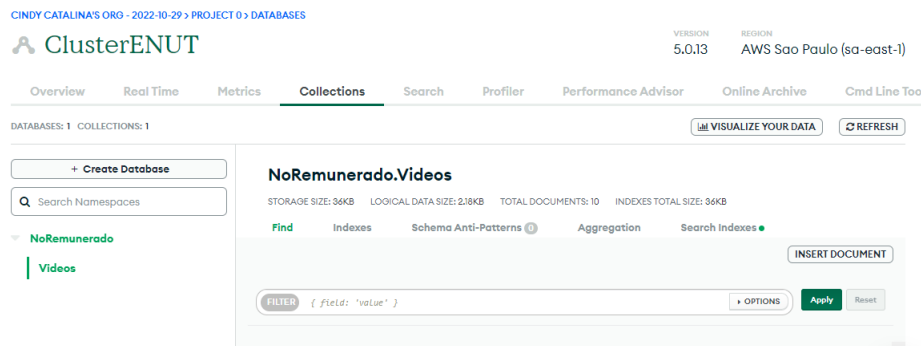 CINDY CATALINA'S ORG - 2022-10-29 > PROJECT 0 > DATABASES
ClusterENUT
VERSION
5.0.13
REGION
AWS Sao Paulo (sa-east-1)
Overview Real Time Metrics Collections Search Profiler Performance Advisor Online Archive Cmd Line Too
DATABASES: 1 COLLECTIONS: 1
VISUALIZE YOUR DATA
REFRESH
+ Create Database
Search Namespaces
NoRemunerado
Videos
NoRemunerado.Videos
STORAGE SIZE: 36KB LOGICAL DATA SIZE: 2.18KB TOTAL DOCUMENTS: 10 INDEXES TOTAL SIZE: 36KB
Find Indexes Schema Anti-Patterns 0 Aggregation Search Indexes
INSERT DOCUMENT
FILTER { field: 'value' } OPTIONS Apply Reset